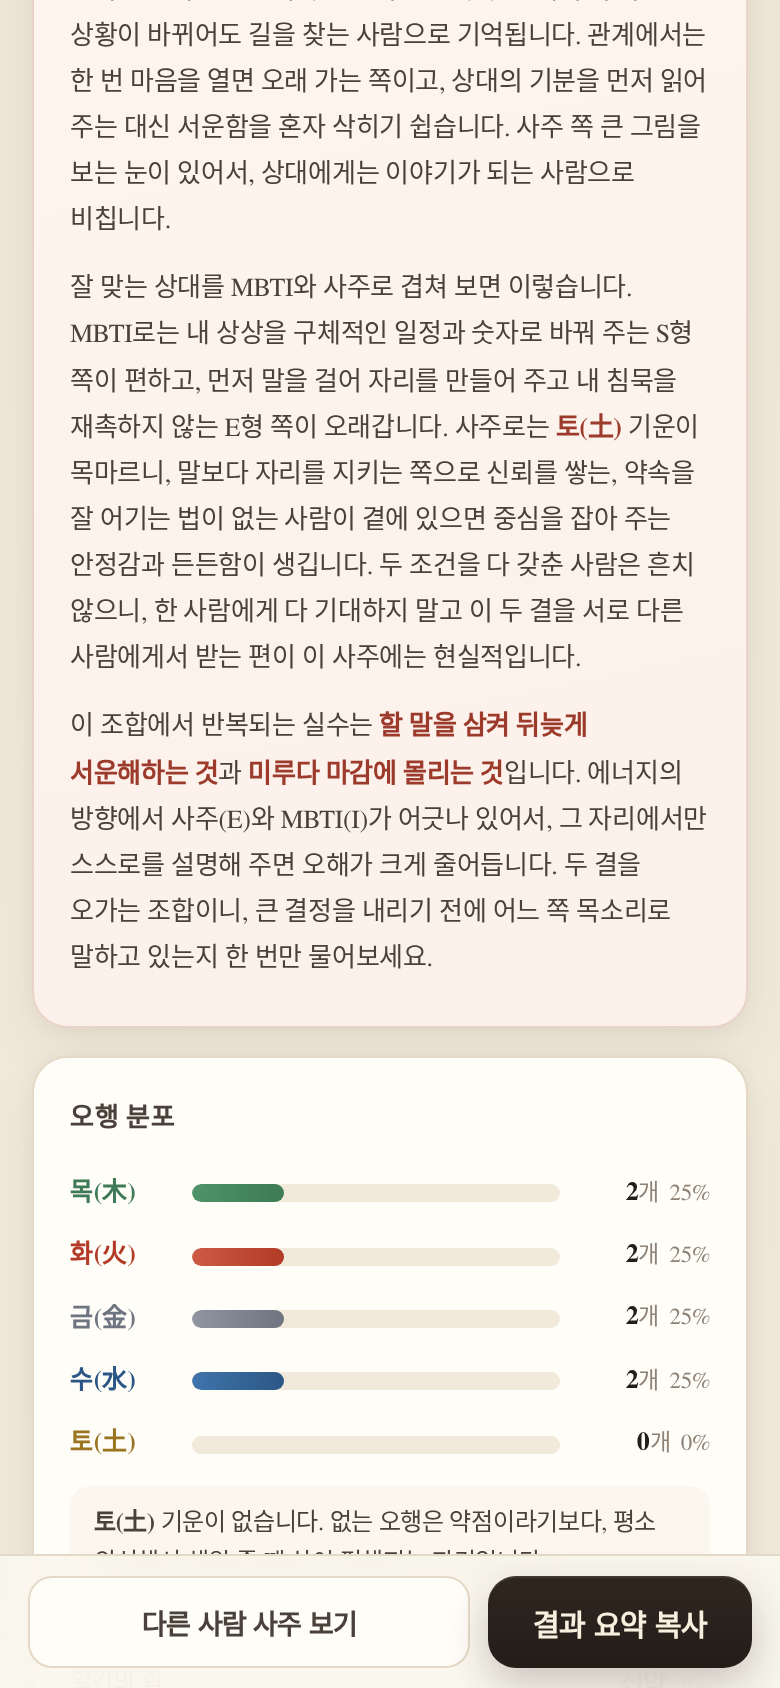 상황이 바뀌어도 길을 찾는 사람으로 기억됩니다. 관계에서는
한 번 마음을 열면 오래 가는 쪽이고, 상대의 기분을 먼저 읽어
주는 대신 서운함을 혼자 삭히기 쉽습니다. 사주 쪽 큰 그림을
보는 눈이 있어서, 상대에게는 이야기가 되는 사람으로
비칩니다.
잘 맞는 상대를 MBTI와 사주로 겹쳐 보면 이렇습니다.
MBTI로는 내 상상을 구체적인 일정과 숫자로 바꿔 주는 S형
쪽이 편하고, 먼저 말을 걸어 자리를 만들어 주고 내 침묵을
재촉하지 않는 E형 쪽이 오래갑니다. 사주로는 토(土) 기운이
목마르니, 말보다 자리를 지키는 쪽으로 신뢰를 쌓는, 약속을
잘 어기는 법이 없는 사람이 곁에 있으면 중심을 잡아 주는
안정감과 든든함이 생깁니다. 두 조건을 다 갖춘 사람은 흔치
않으니, 한 사람에게 다 기대하지 말고 이 두 결을 서로 다른
사람에게서 받는 편이 이 사주에는 현실적입니다.
이 조합에서 반복되는 실수는 할 말을 삼켜 뒤늦게
서운해하는 것과 미루다 마감에 몰리는 것입니다. 에너지의
방향에서 사주(E)와 MBTI(I)가 어긋나 있어서, 그 자리에서만
스스로를 설명해 주면 오해가 크게 줄어듭니다. 두 결을
오가는 조합이니, 큰 결정을 내리기 전에 어느 쪽 목소리로
말하고 있는지 한 번만 물어보세요.
오행 분포
목(木) 2개 25%
화(火) 2개 25%
금(金) 2개 25%
수(水) 2개 25%
토(土) 0개 0%
토(土) 기운이 없습니다. 없는 오행은 약점이라기보다, 평소
다른 사람 사주 보기
결과 요약 복사